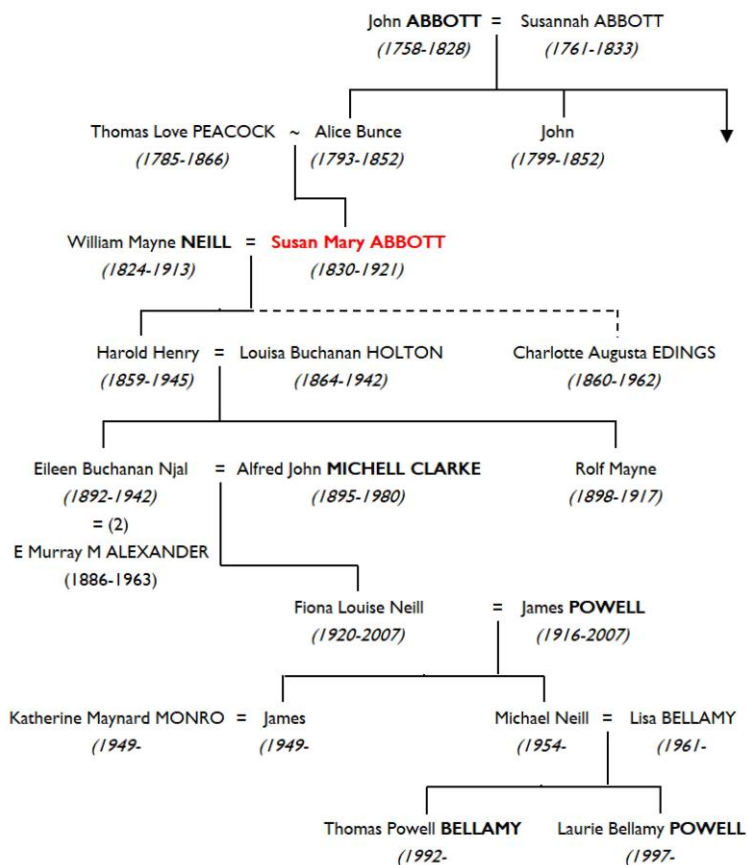 John ABBOTT = Susannah ABBOTT
(1758-1828) (1761-1833)
Thomas Love PEACOCK ~ Alice Bunce John
(1785-1866) (1793-1852) (1799-1852)
William Mayne NEILL = Susan Mary ABBOTT
(1824-1913) (1830-1921)
Harold Henry = Louisa Buchanan HOLTON Charlotte Augusta EDINGS
(1859-1945) (1864-1942) (1860-1962)
Eileen Buchanan Njal = Alfred John MICHELL CLARKE Rolf Mayne
(1892-1942) (1895-1980) (1898-1917)
= (2)
E Murray M ALEXANDER
(1886-1963)
Fiona Louise Neill = James POWELL
(1920-2007) (1916-2007)
Katherine Maynard MONRO = James Michael Neill = Lisa BELLAMY
(1949- (1949- (1954- (1961-
Thomas Powell BELLAMY Laurie Bellamy POWELL
(1992- (1997-